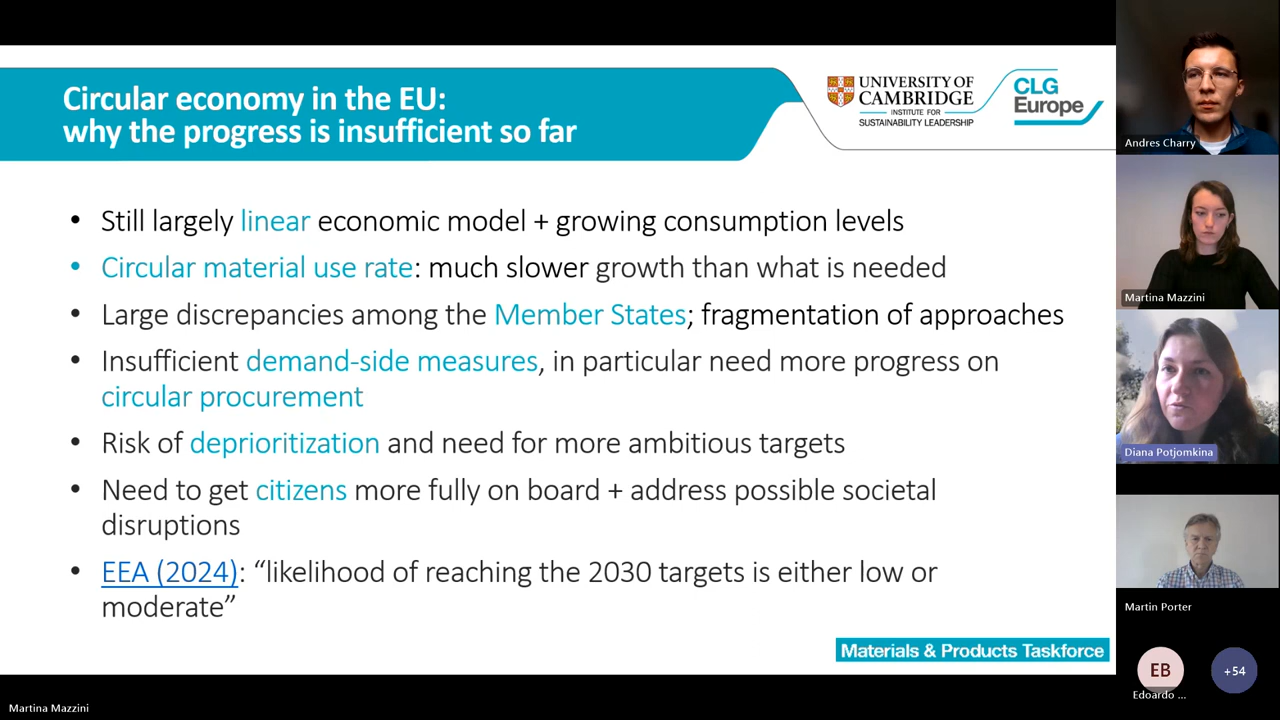 Circular economy in the EU:
why the progress is insufficient so far
UNIVERSITY OF
CAMBRIDGE
INSTITUTE FOR
SUSTAINABILITY LEADERSHIP
CLG
Europe
• Still largely linear economic model + growing consumption levels
• Circular material use rate: much slower growth than what is needed
• Large discrepancies among the Member States; fragmentation of approaches
• Insufficient demand-side measures, in particular need more progress on
circular procurement
• Risk of deprioritization and need for more ambitious targets
• Need to get citizens more fully on board + address possible societal
disruptions
• EEA (2024): “likelihood of reaching the 2030 targets is either low or
moderate”
Materials & Products Taskforce
Martina Mazzini
Andres Charry
Martina Mazzini
Diana Potjomkina
Martin Porter
EB
Edoardo ...
+54